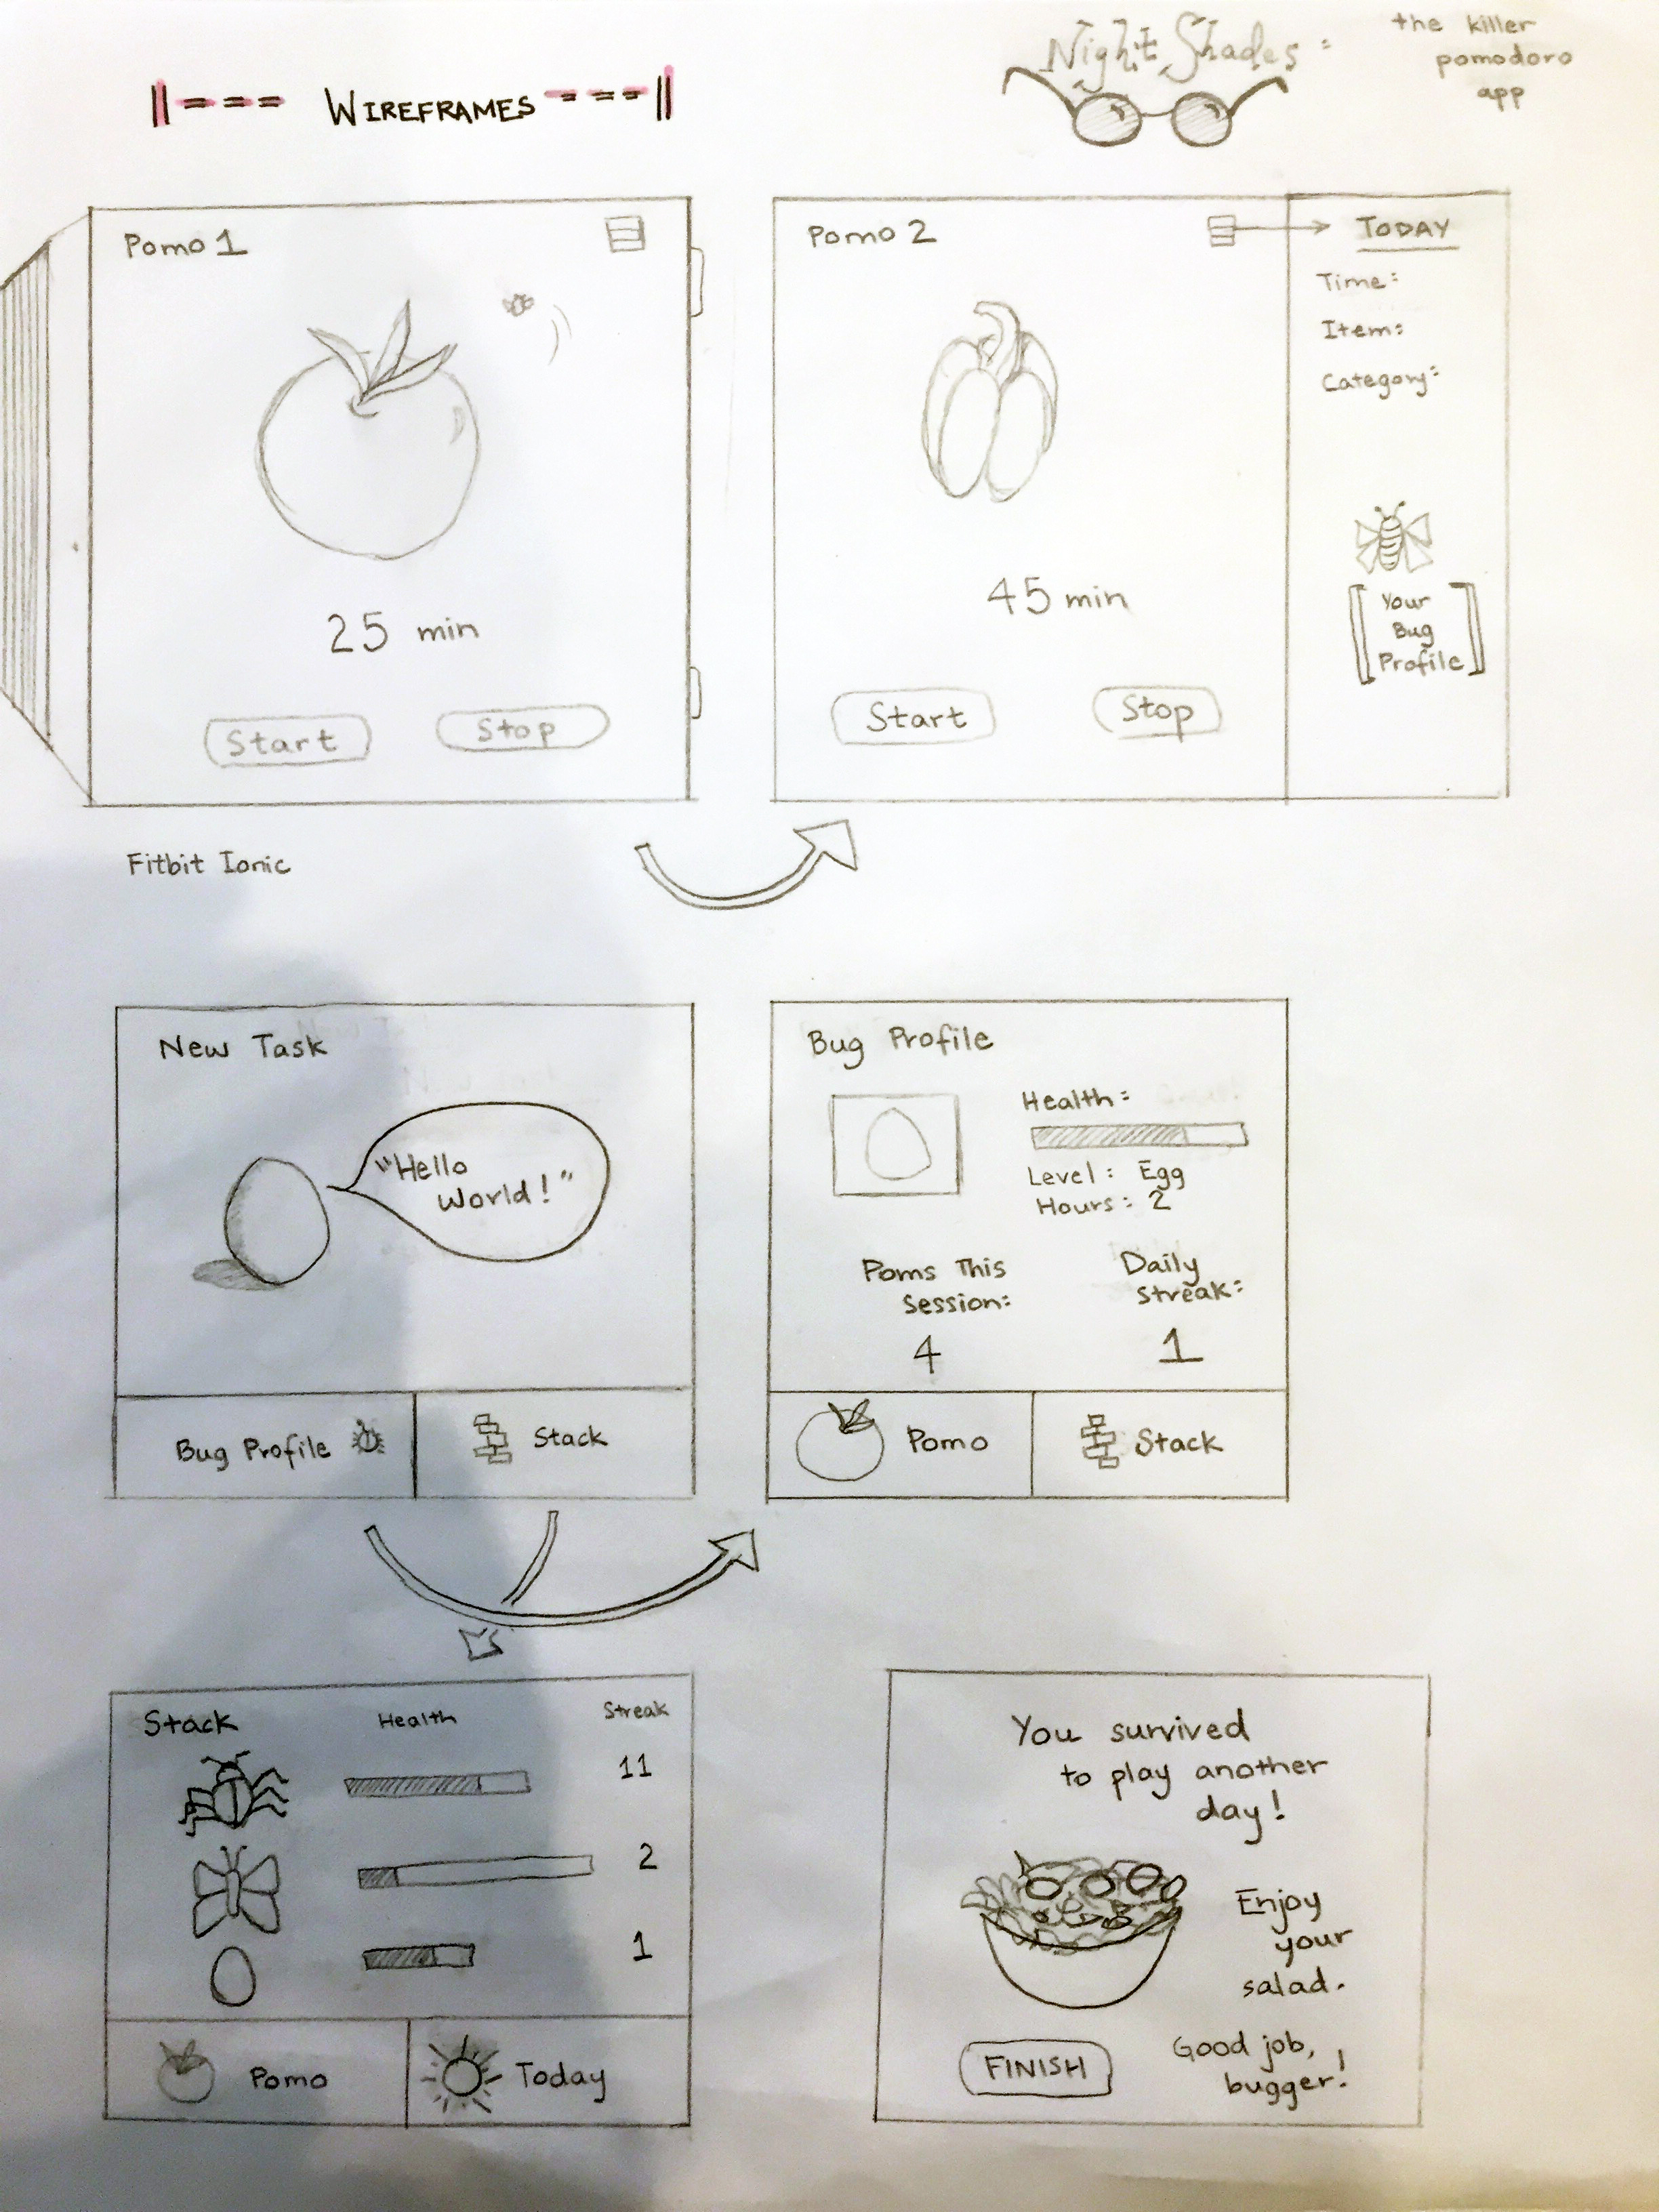 WIREFRAMES
Night Shades:
the killer
pomodoro
app
Pomo 1
25 min
Start
Stop
Fitbit Ionic
Pomo 2
45 min
Start
Stop
TODAY
Time:
Item:
Category:
Your
Bug
Profile
New Task
"Hello
World!"
Bug Profile
Stack
Bug Profile
Health:
Level: Egg
Hours: 2
Poms This
Session:
4
Daily
Streak:
1
Pomo
Stack
Stack
Health
Streak
11
2
1
Pomo
Today
You survived
to play another
day!
Enjoy
your
salad.
FINISH
Good job,
bugger!